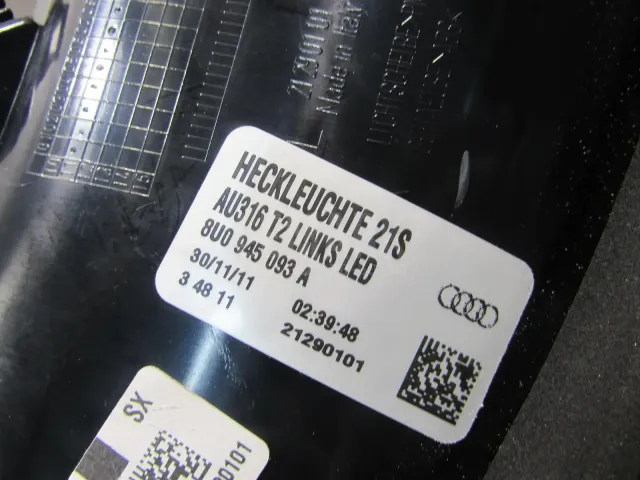 21290101
Made in Italy
HECKLEUCHTE 21S
AU316 T2 LINKS LED
8U0 945 093 A
30/11/11 02:39:48
3 48 11 21290101
SX